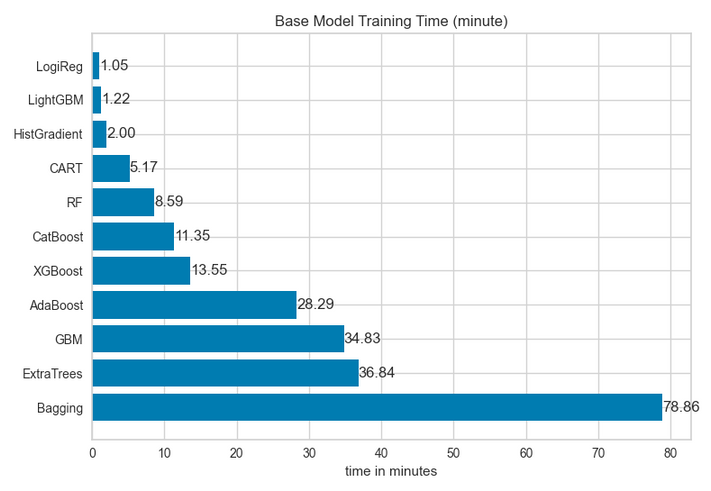 Base Model Training Time (minute)
LogiReg 1.05
LightGBM 1.22
HistGradient 2.00
CART 5.17
RF 8.59
CatBoost 11.35
XGBoost 13.55
AdaBoost 28.29
GBM 34.83
ExtraTrees 36.84
Bagging 78.86
0 10 20 30 40 50 60 70 80
time in minutes